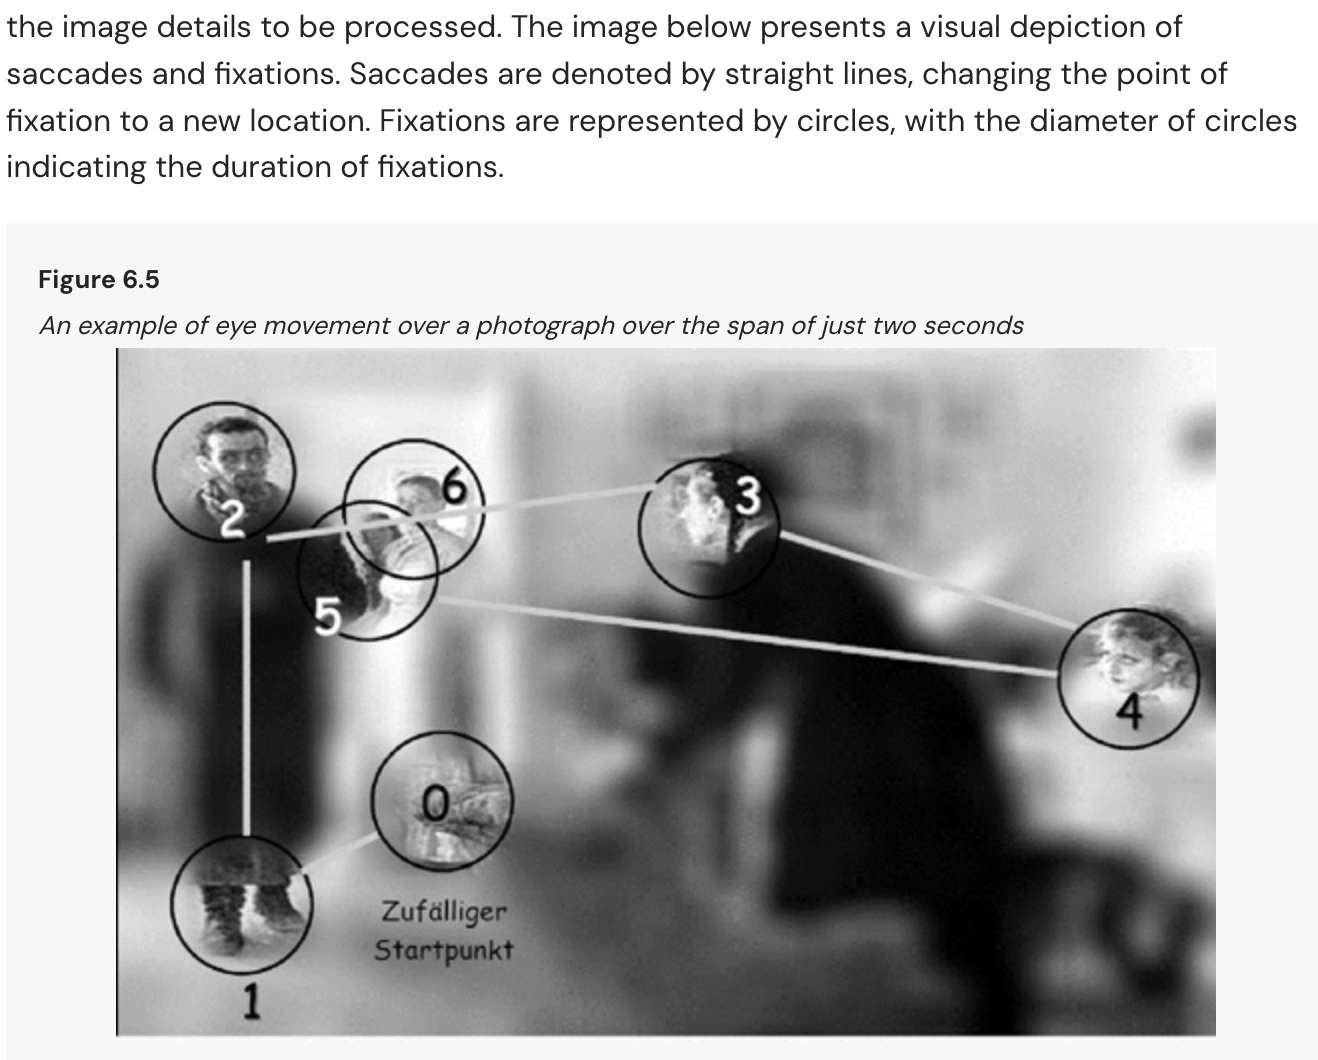 the image details to be processed. The image below presents a visual depiction of
saccades and fixations. Saccades are denoted by straight lines, changing the point of
fixation to a new location. Fixations are represented by circles, with the diameter of circles
indicating the duration of fixations.
Figure 6.5
An example of eye movement over a photograph over the span of just two seconds
2
6
3
5
4
0
Zufälliger
Startpunkt
1